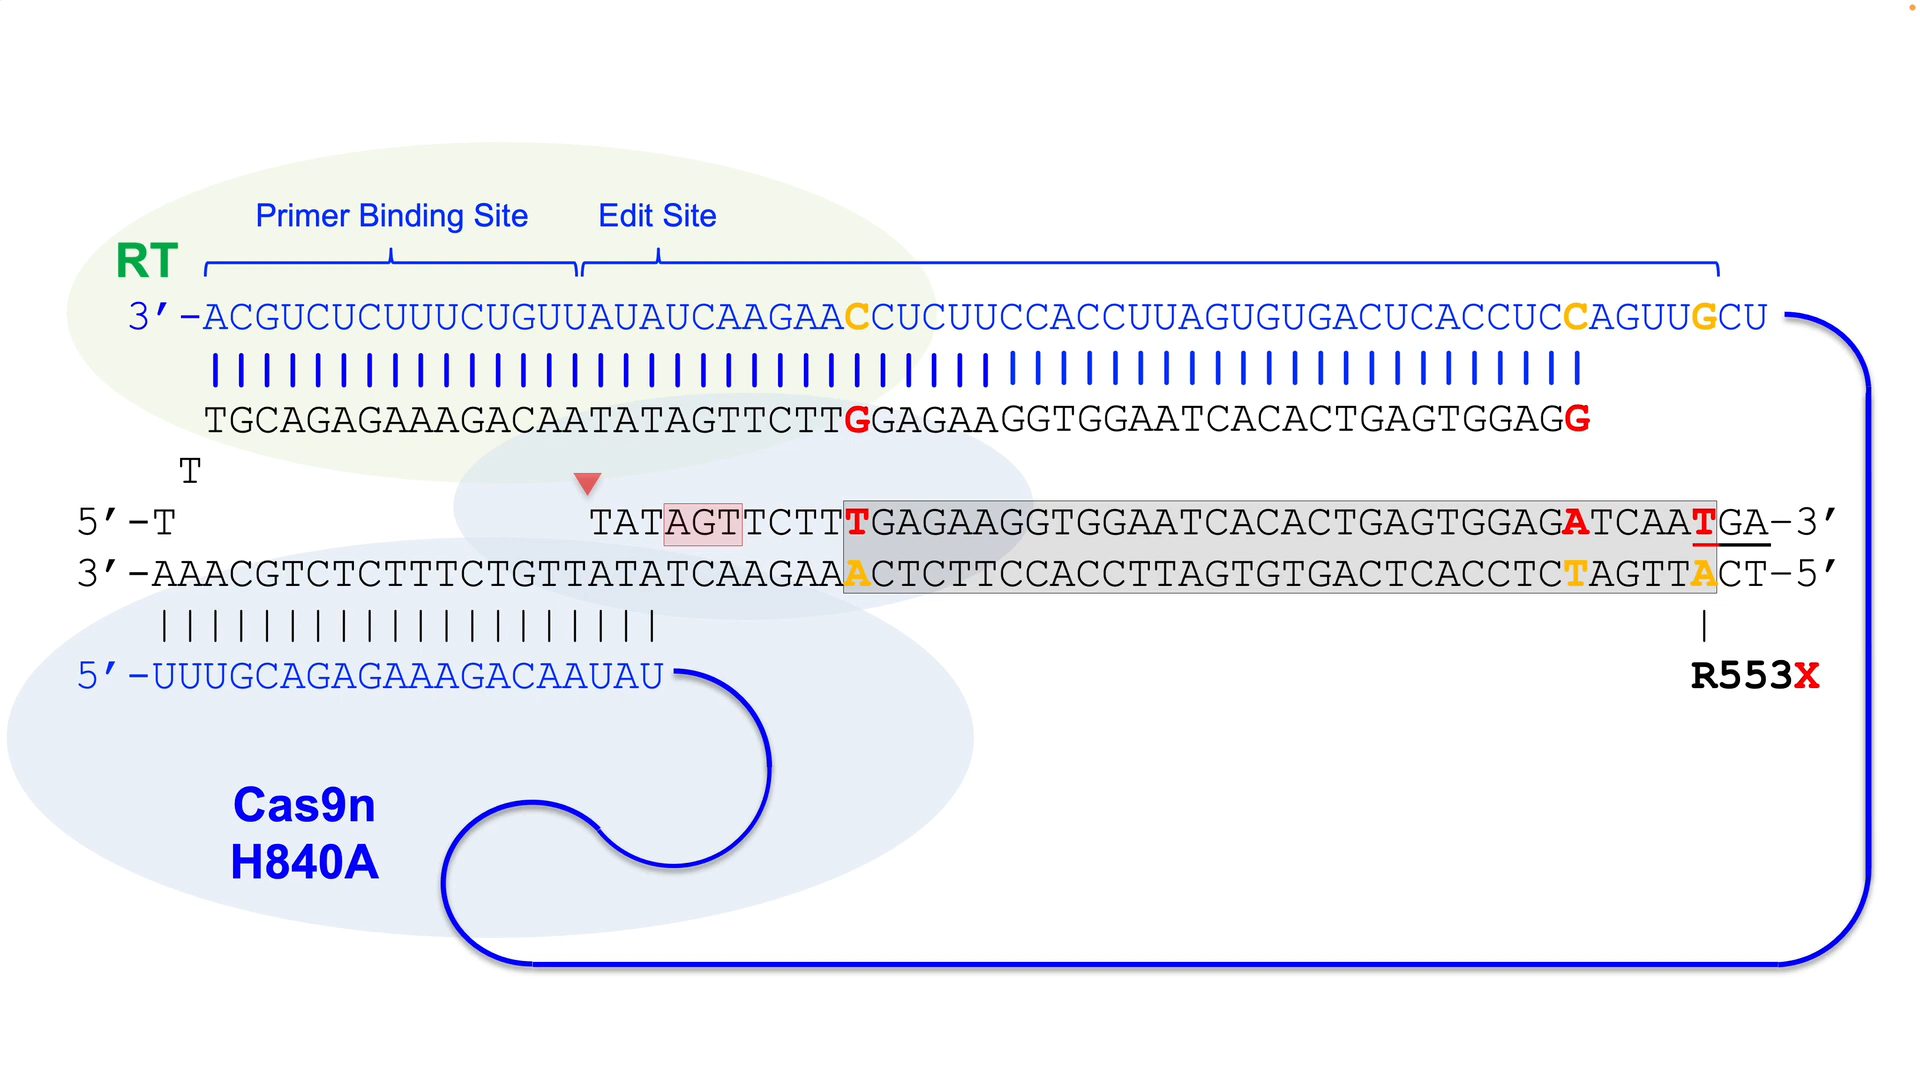 Primer Binding Site Edit Site
RT
3’-ACGUCUCUUUCUGUUAUAUCAAGAACCUCUUCCACCUUAGUGUGACUCACCUCCAGUUGCU
TGCAGAGAAAGACAATATAGTTCTTGGAGAAGGTGGAATCACACTGAGTGGAGG
T
5’-T TATAGTTCTTTGAGAAGGTGGAATCACACTGAGTGGAGATCAATGA-3’
3’-AAACGTCTCTTTCTGTTATATCAAGAAACTCTTCCACCTTAGTGTGACTCACCTCTAGTTACT-5’
5’-UUUGCAGAGAAAGACAAUAU
R553X
Cas9n
H840A